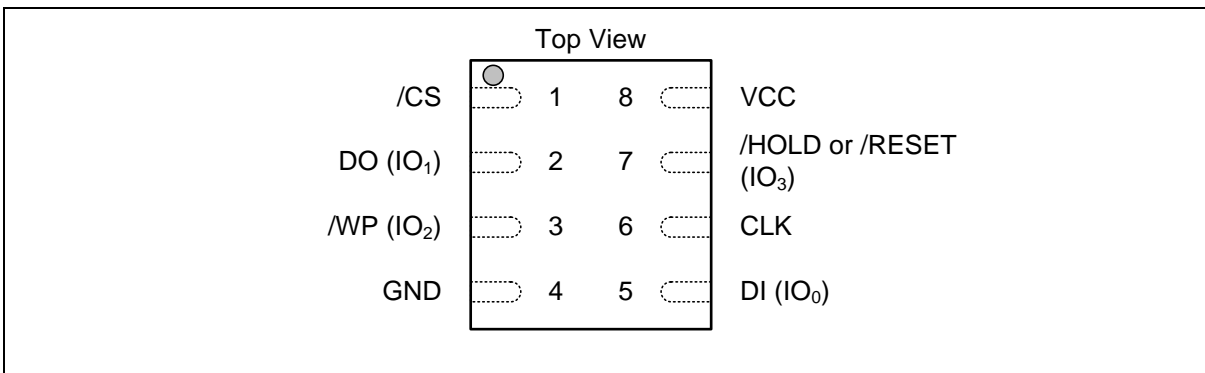 Top View
/CS 1 8 VCC
DO (IO₁) 2 7 /HOLD or /RESET
(IO₃)
/WP (IO₂) 3 6 CLK
GND 4 5 DI (IO₀)